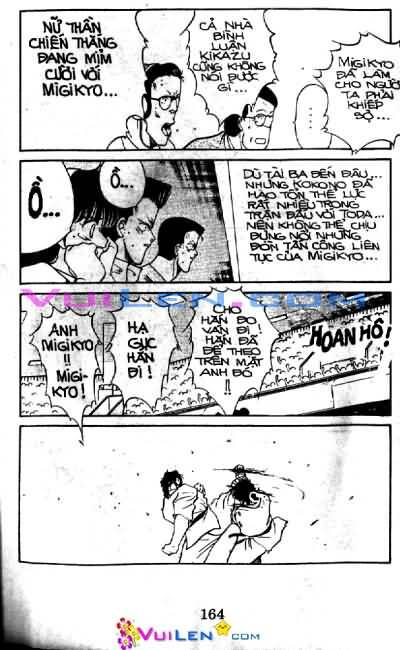 NỮ THẦN
CHIẾN THẮNG
ĐANG MỈM
CƯỜI VỚI
MIGIKYO...
CẢ NHÀ
BÌNH
LUẬN
KIKAZU
CŨNG KHÔNG
NÓI ĐƯỢC
GÌ...
MIGIKYO
ĐÃ LÀM
CHO NGƯỜI
TA PHẢI
KHIẾP
SỢ...
Ồ...
Ồ...
DÙ TÀI BA ĐẾN ĐÂU...
NHƯNG KOKONO ĐÃ
HAO TỐN THỂ LỰC
RẤT NHIỀU TRONG
TRẬN ĐẤU VỚI TODA...
NÊN KHÔNG THỂ CHỊU
ĐỰNG NỔI NHỮNG
ĐÒN TẤN CÔNG LIÊN
TỤC CỦA MIGIKYO...
VUILEN.COM
ANH
MIGIKYO
!!
MIGI-
KYO!
HẠ
GỤC
HẮN
ĐI!
CHO
HẮN ĐO
VÁN ĐI!
HẮN ĐÃ
ĐỂ THẸO
TRÊN MẶT
ANH ĐÓ
!!
HOAN HÔ!
164
VUILEN.COM